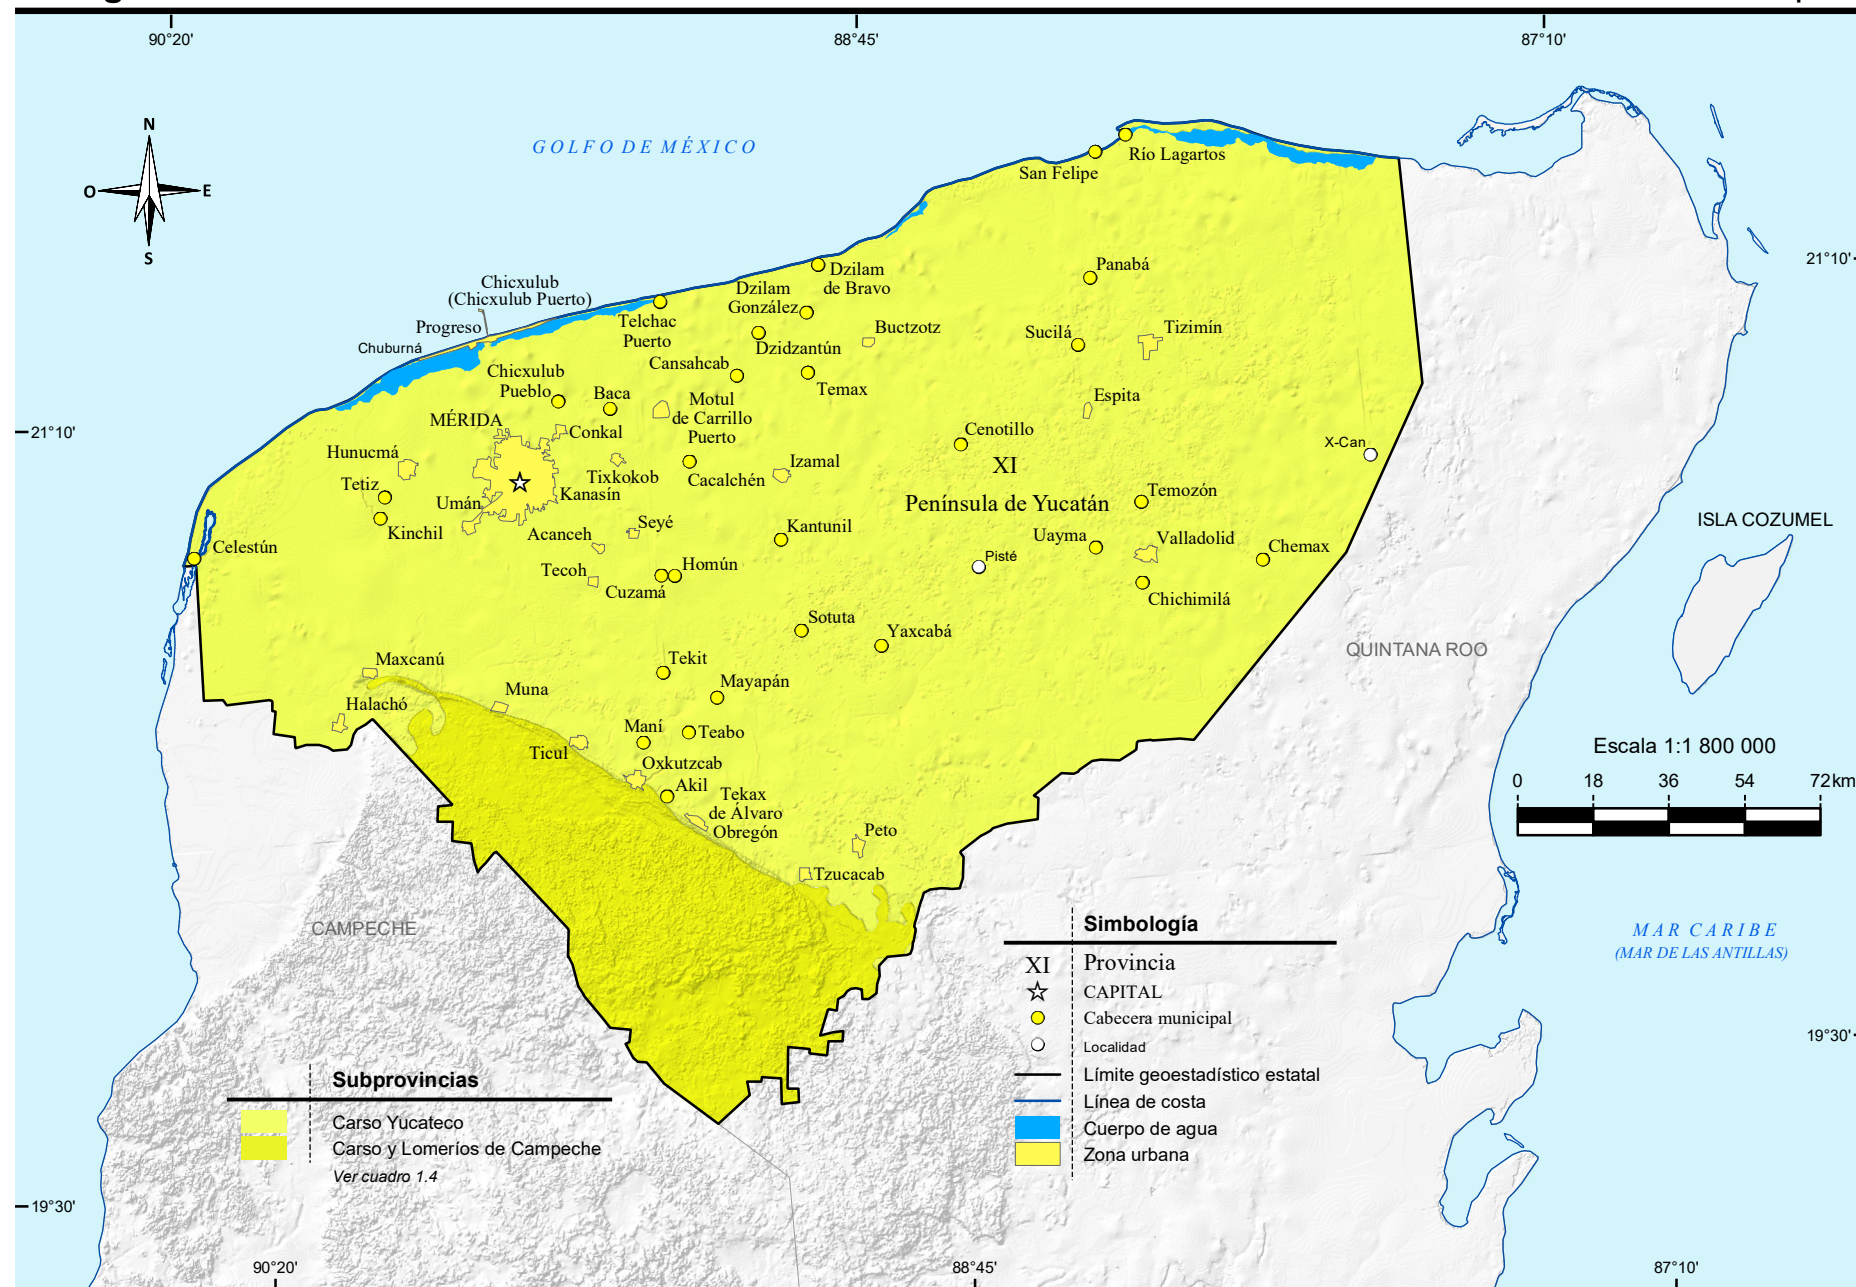 90°20'
88°45'
87°10'
N
O
E
S
GOLFO DE MÉXICO
Río Lagartos
San Felipe
21°10'
Panabá
Dzilam
de Bravo
Dzilam
González
Chicxulub
(Chicxulub Puerto)
Progreso
Chuburná
Telchac
Puerto
Buctzotz
Sucilá
Tizimín
Dzidzantún
Cansahcab
Temax
Chicxulub
Pueblo
Baca
Motul
de Carrillo
Puerto
Espita
MÉRIDA
Conkal
21°10'
Cenotillo
X-Can
Hunucmá
XI
Izamal
Tixkokob
Cacalchén
Tetiz
Kanasín
Umán
Península de Yucatán
Temozón
Kinchil
Acanceh
Seyé
Kantunil
Uayma
Valladolid
ISLA COZUMEL
Celestún
Pisté
Chemax
Tecoh
Homún
Cuzamá
Chichimilá
Sotuta
Yaxcabá
QUINTANA ROO
Maxcanú
Tekit
Mayapán
Muna
Halachó
Maní
Teabo
Ticul
Oxkutzcab
Escala 1:1 800 000
0 18 36 54 72km
Akil
Tekax
de Álvaro
Obregón
Peto
Tzucacab
CAMPECHE
MAR CARIBE
(MAR DE LAS ANTILLAS)
Simbología
XI Provincia
CAPITAL
Cabecera municipal
Localidad
Límite geoestadístico estatal
Línea de costa
Cuerpo de agua
Zona urbana
19°30'
Subprovincias
Carso Yucateco
Carso y Lomeríos de Campeche
Ver cuadro 1.4
19°30'
90°20'
88°45'
87°10'